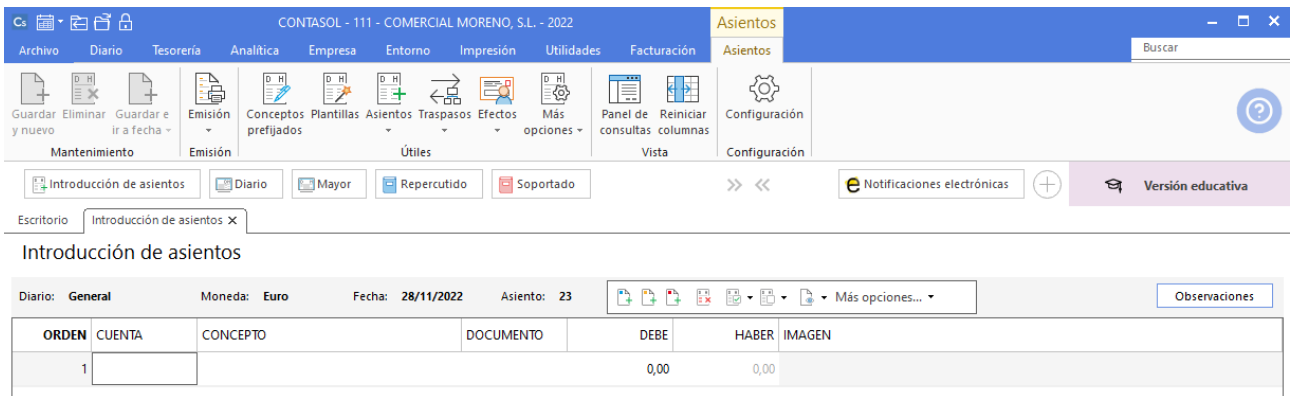 Cs CONTASOL - 111 - COMERCIAL MORENO, S.L. - 2022 Asientos
Archivo Diario Tesorería Analítica Empresa Entorno Impresión Utilidades Facturación Asientos Buscar
Guardar y nuevo Eliminar Guardar e ir a fecha Emisión Conceptos prefijados Plantillas Asientos Traspasos Efectos Más opciones Panel de consultas Reiniciar columnas Configuración
Mantenimiento Emisión Útiles Vista Configuración
Introducción de asientos Diario Mayor Repercutido Soportado Notificaciones electrónicas Versión educativa
Escritorio Introducción de asientos
Introducción de asientos
Diario: General Moneda: Euro Fecha: 28/11/2022 Asiento: 23 Más opciones... Observaciones
ORDEN CUENTA CONCEPTO DOCUMENTO DEBE HABER IMAGEN
1 0,00 0,00